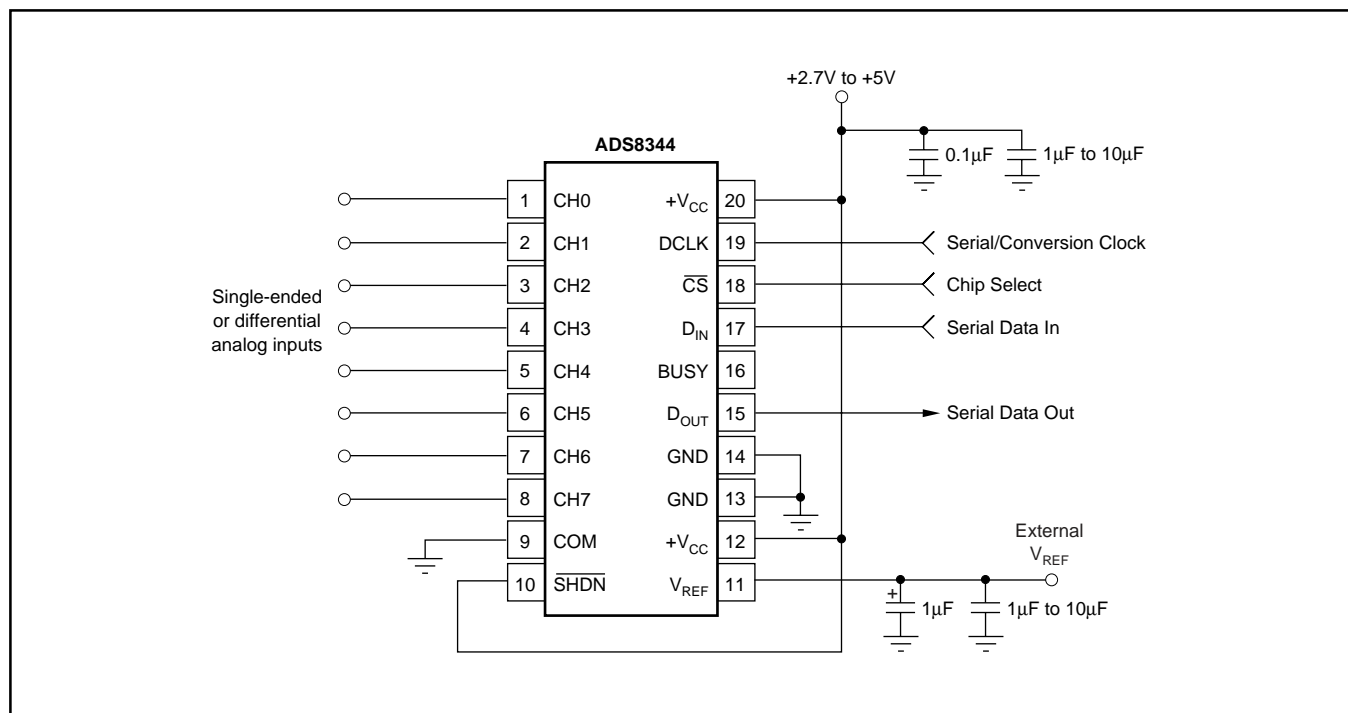 +2.7V to +5V
ADS8344
0.1µF
1µF to 10µF
1 CH0 +VCC 20
2 CH1 DCLK 19 Serial/Conversion Clock
3 CH2 C̅S̅ 18 Chip Select
Single-ended
or differential
analog inputs
4 CH3 DIN 17 Serial Data In
5 CH4 BUSY 16
6 CH5 DOUT 15 Serial Data Out
7 CH6 GND 14
8 CH7 GND 13
9 COM +VCC 12
External
VREF
10 S̅H̅D̅N̅ VREF 11
+ 1µF
1µF to 10µF